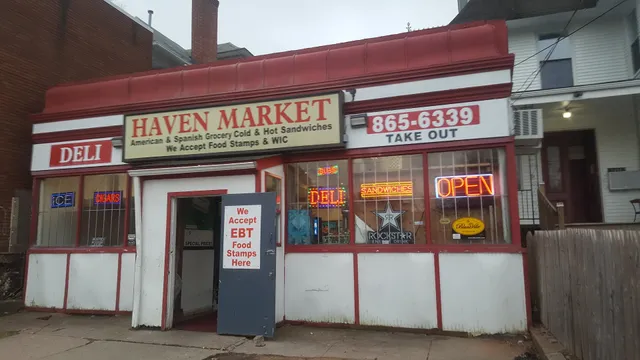 HAVEN MARKET
American & Spanish Grocery Cold & Hot Sandwiches
We Accept Food Stamps & WIC
865-6339
TAKE OUT
DELI
ICE
CIGARS
We
Accept
EBT
Food
Stamps
Here
DELI
SANDWICHES
OPEN
ROCKSTAR